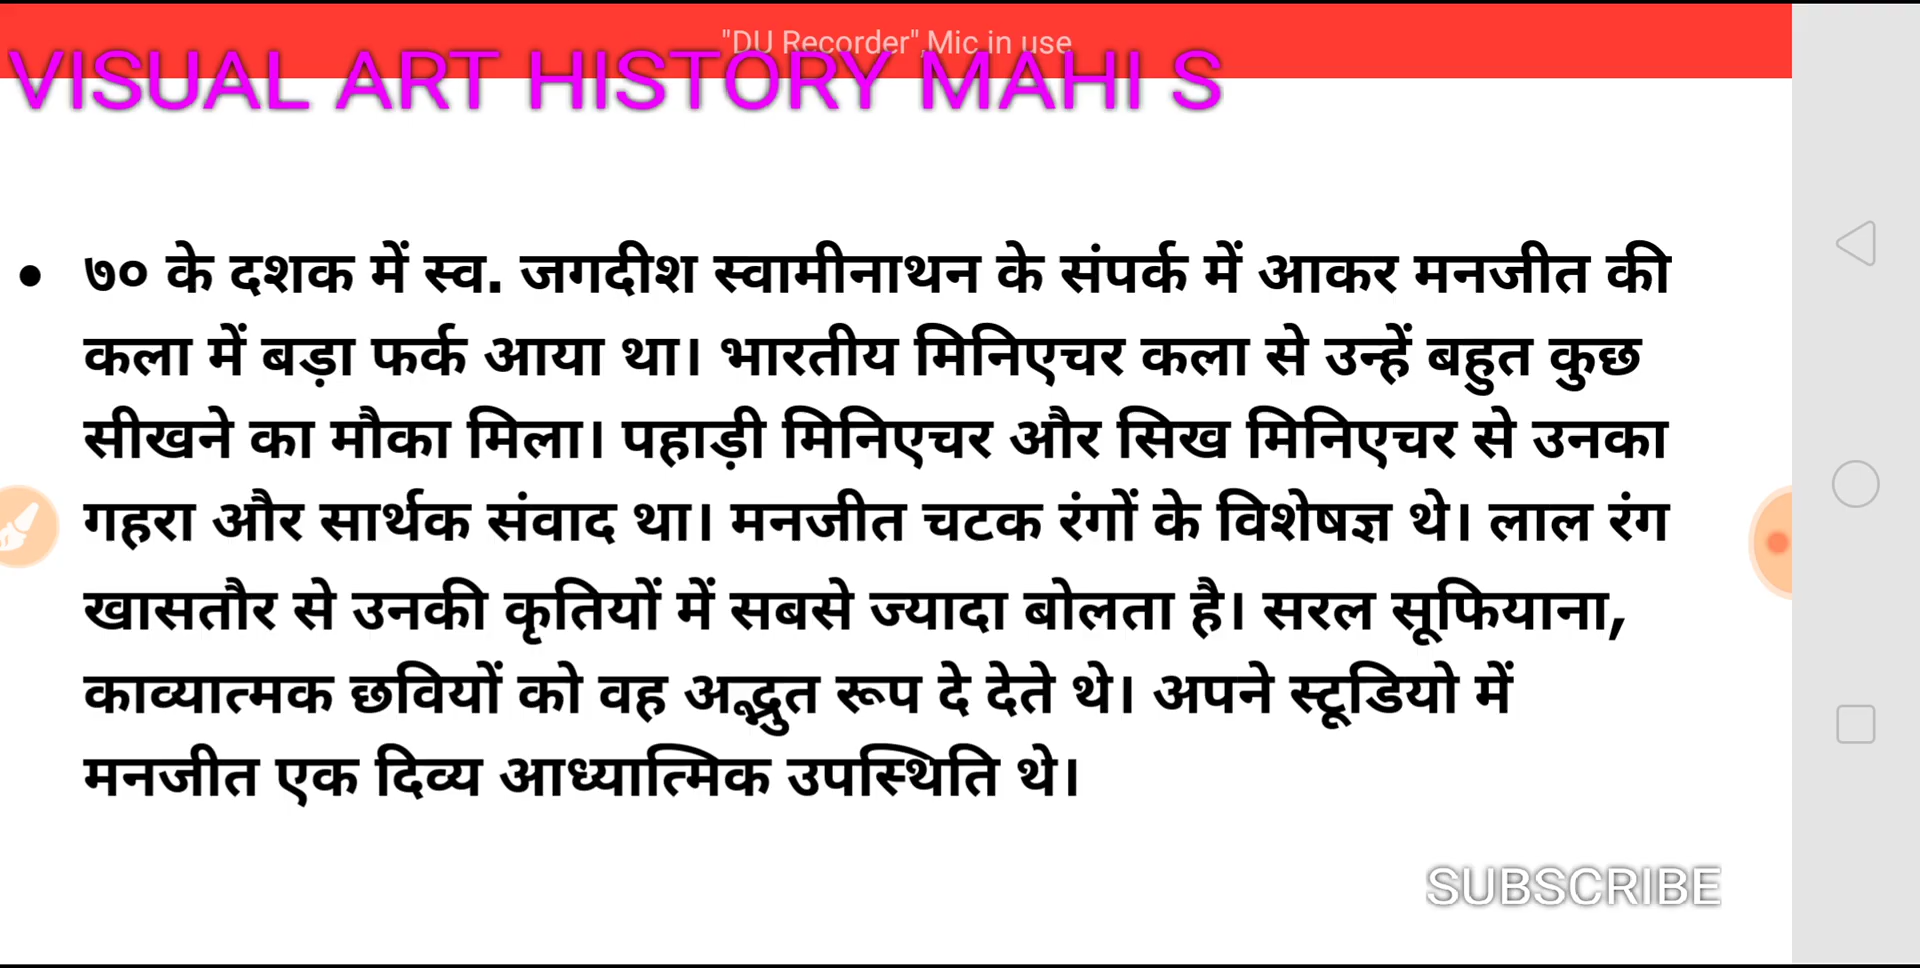 "DU Recorder",Mic in use
VISUAL ART HISTORY MAHI S
• ७० के दशक में स्व. जगदीश स्वामीनाथन के संपर्क में आकर मनजीत की
कला में बड़ा फर्क आया था। भारतीय मिनिएचर कला से उन्हें बहुत कुछ
सीखने का मौका मिला। पहाड़ी मिनिएचर और सिख मिनिएचर से उनका
गहरा और सार्थक संवाद था। मनजीत चटक रंगों के विशेषज्ञ थे। लाल रंग
खासतौर से उनकी कृतियों में सबसे ज्यादा बोलता है। सरल सूफियाना,
काव्यात्मक छवियों को वह अद्भुत रूप दे देते थे। अपने स्टूडियो में
मनजीत एक दिव्य आध्यात्मिक उपस्थिति थे।
SUBSCRIBE